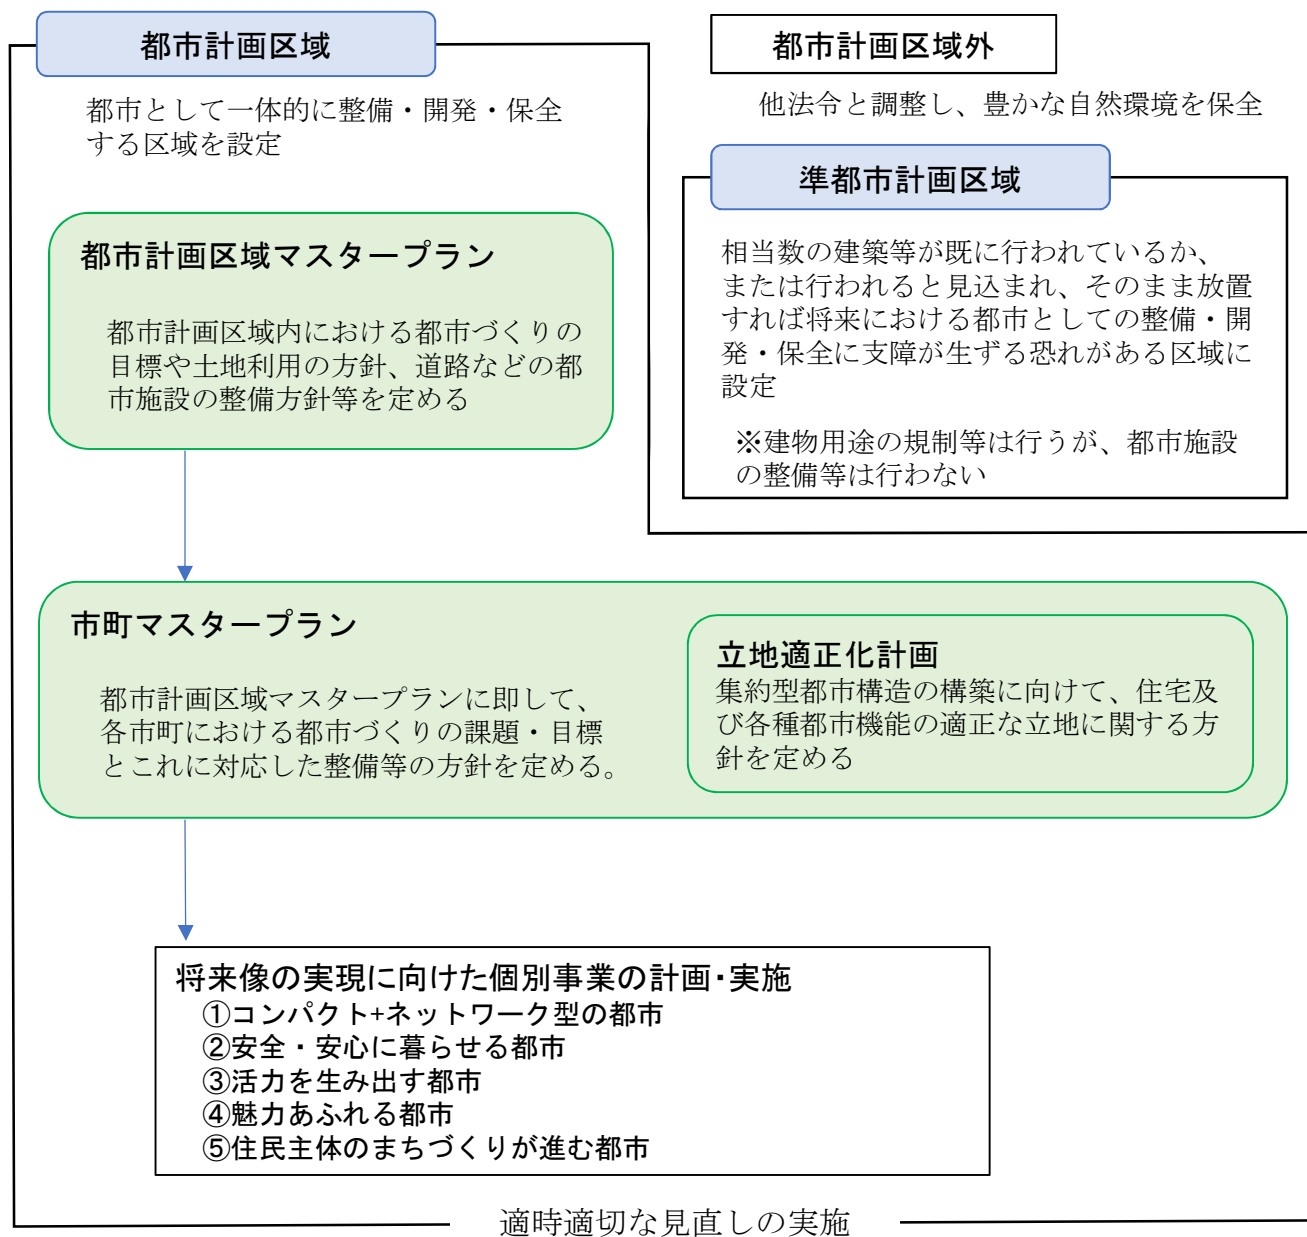 都市計画区域
都市として一体的に整備・開発・保全
する区域を設定
都市計画区域外
他法令と調整し、豊かな自然環境を保全
準都市計画区域
相当数の建築等が既に行われているか、
または行われると見込まれ、そのまま放置
すれば将来における都市としての整備・開
発・保全に支障が生ずる恐れがある区域に
設定
※建物用途の規制等は行うが、都市施設
の整備等は行わない
都市計画区域マスタープラン
都市計画区域内における都市づくりの
目標や土地利用の方針、道路などの都
市施設の整備方針等を定める
市町マスタープラン
都市計画区域マスタープランに即して、
各市町における都市づくりの課題・目標
とこれに対応した整備等の方針を定める。
立地適正化計画
集約型都市構造の構築に向けて、住宅及
び各種都市機能の適正な立地に関する方
針を定める
将来像の実現に向けた個別事業の計画・実施
①コンパクト+ネットワーク型の都市
②安全・安心に暮らせる都市
③活力を生み出す都市
④魅力あふれる都市
⑤住民主体のまちづくりが進む都市
適時適切な見直しの実施